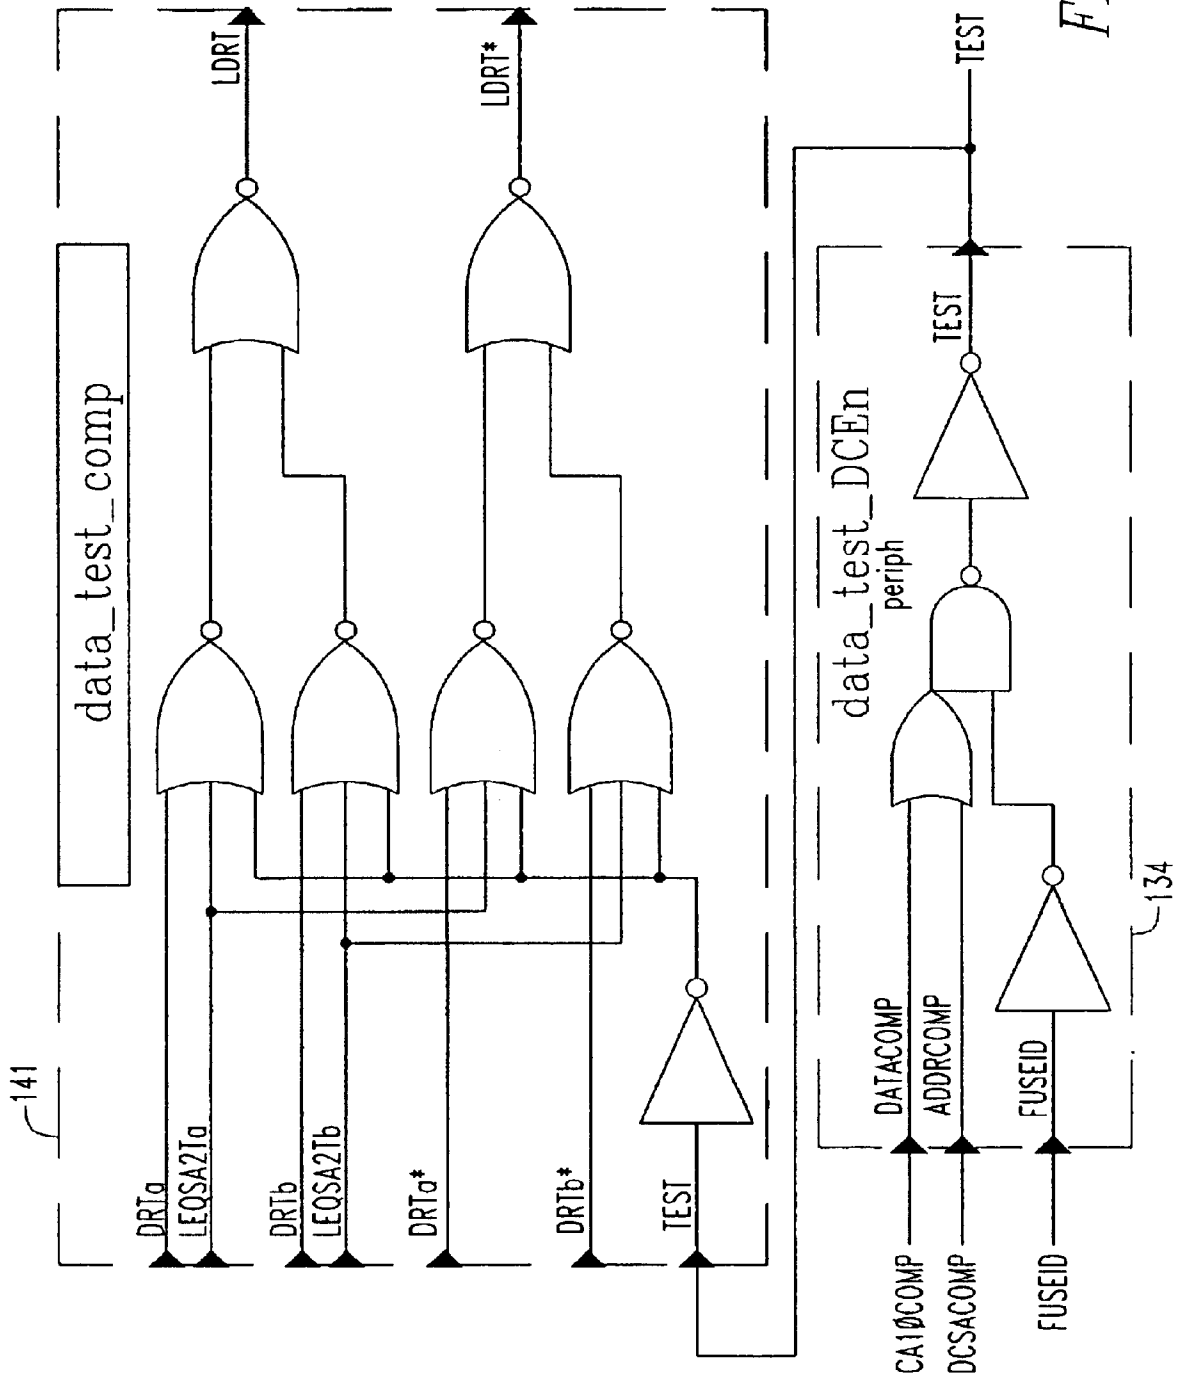 141
data_test_comp
DRTa
LEQSA2Ta
DRTb
LEQSA2Tb
DRTa*
DRTb*
TEST
LDRT
LDRT*
data_test_DCEn
periph
CA1ØCOMP
DATACOMP
DCSACOMP
ADDRCOMP
FUSEID
FUSEID
TEST
TEST
134